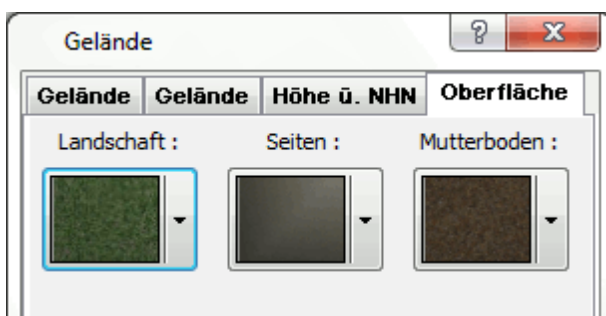 Gelände
Gelände Gelände Höhe ü. NHN Oberfläche
Landschaft : Seiten : Mutterboden :